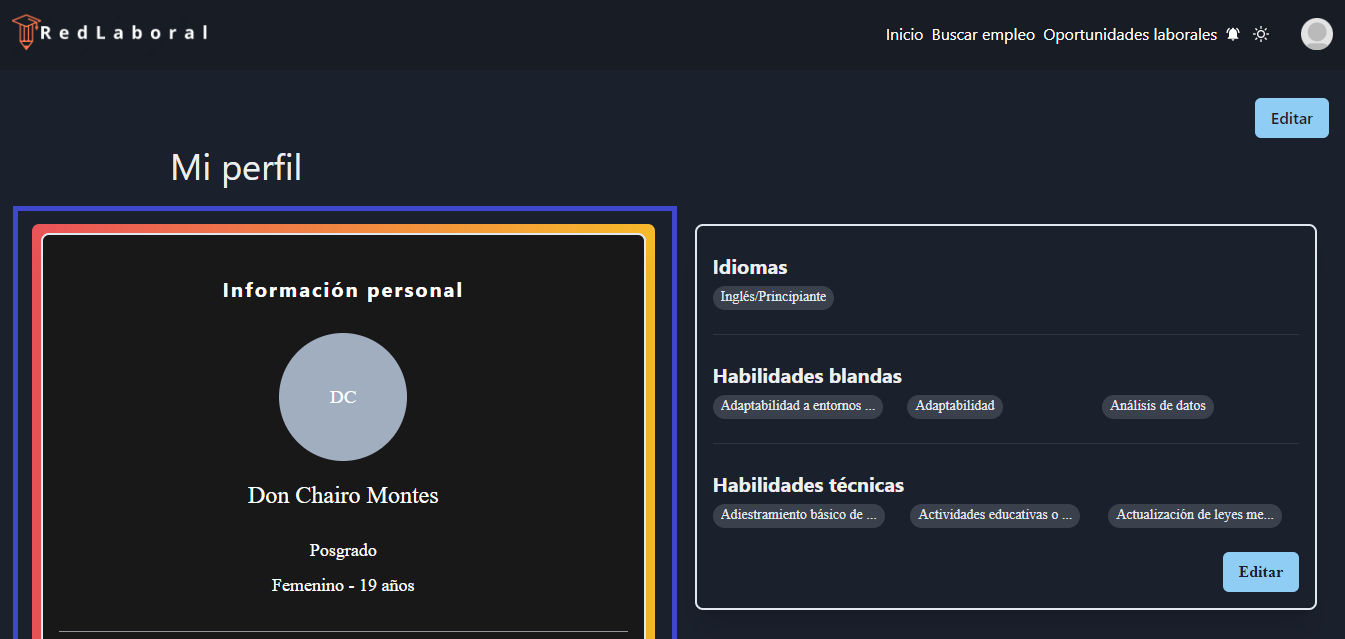 RedLaboral
Inicio Buscar empleo Oportunidades laborales
Editar
Mi perfil
Información personal
DC
Don Chairo Montes
Posgrado
Femenino - 19 años
Idiomas
Inglés/Principiante
Habilidades blandas
Adaptabilidad a entornos ... Adaptabilidad Análisis de datos
Habilidades técnicas
Adiestramiento básico de ... Actividades educativas o ... Actualización de leyes me...
Editar